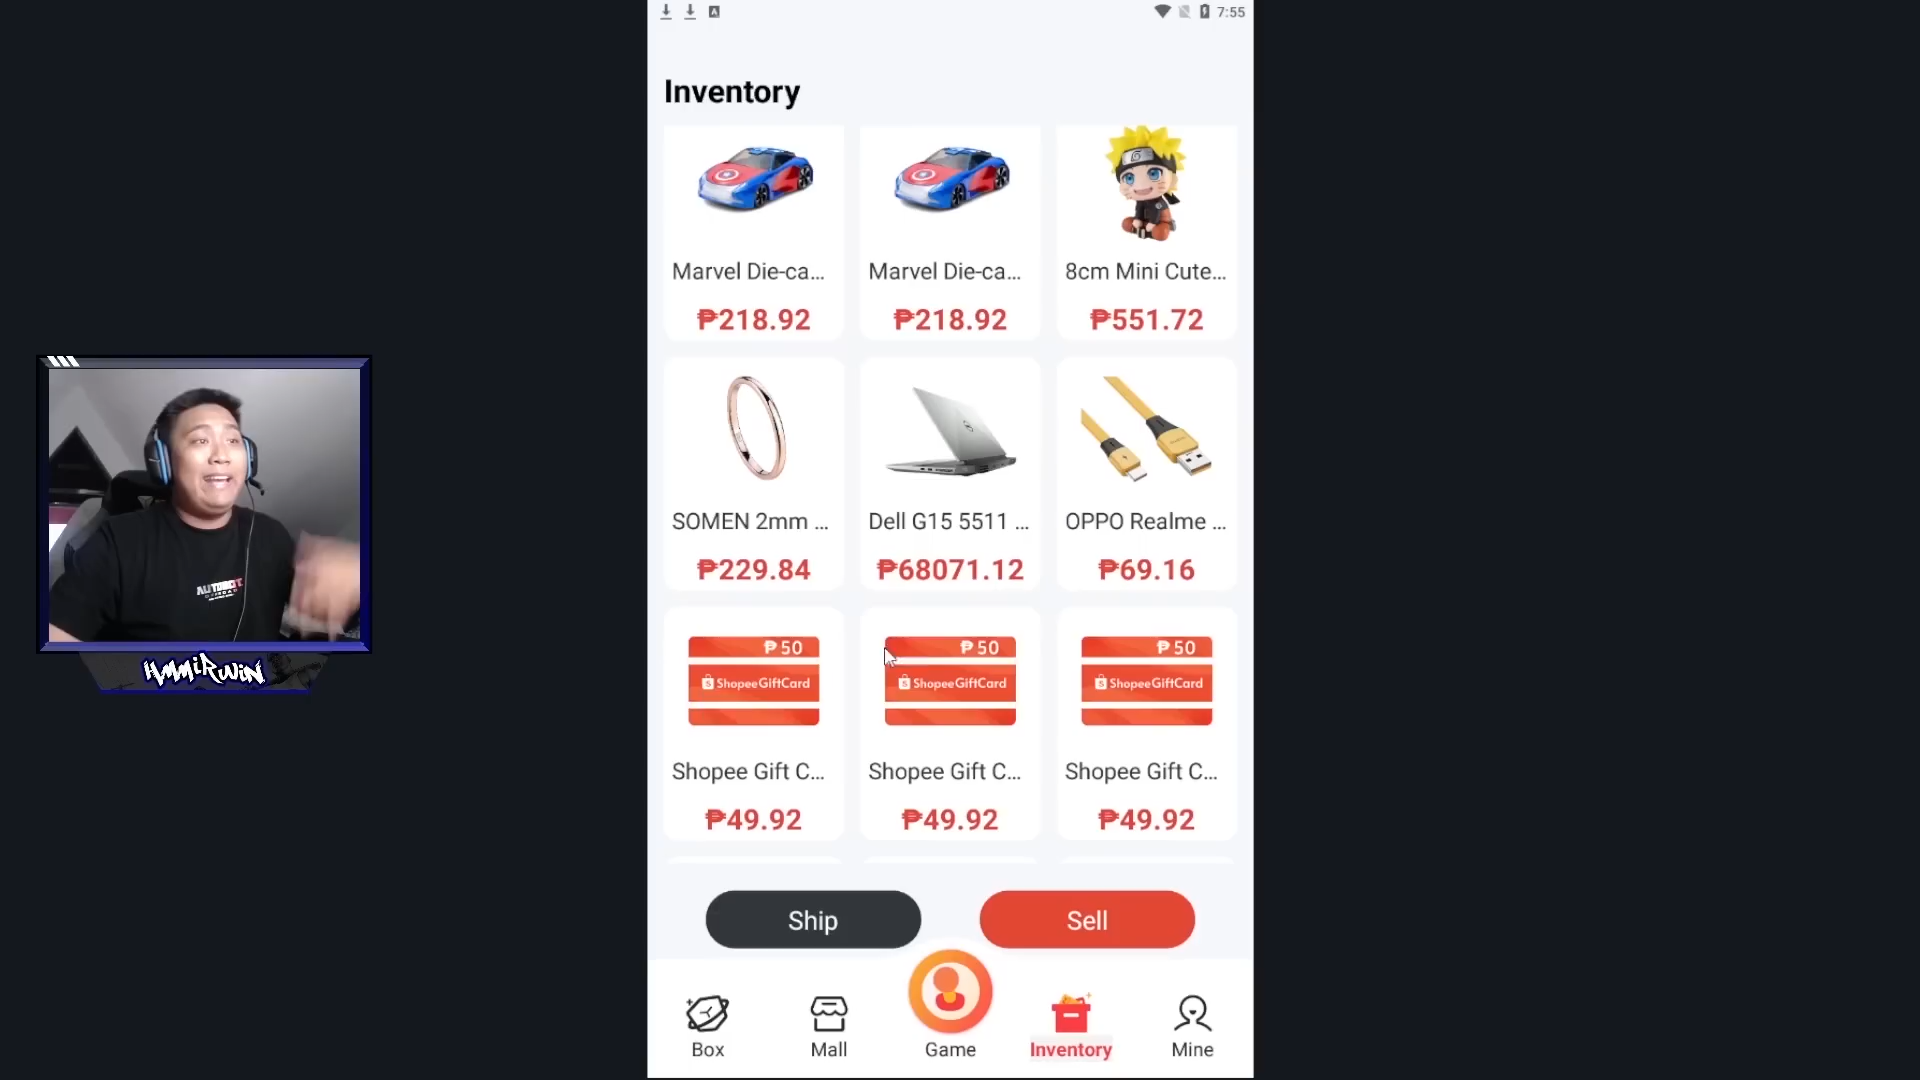 7:55
Inventory
Marvel Die-ca...
Marvel Die-ca...
8cm Mini Cute...
₱218.92
₱218.92
₱551.72
SOMEN 2mm ...
Dell G15 5511 ...
OPPO Realme ...
₱229.84
₱68071.12
₱69.16
₱50
₱50
₱50
ShopeeGiftCard
ShopeeGiftCard
ShopeeGiftCard
Shopee Gift C...
Shopee Gift C...
Shopee Gift C...
₱49.92
₱49.92
₱49.92
Ship
Sell
Box
Mall
Game
Inventory
Mine
AUTOBOT
HMMiRWiN